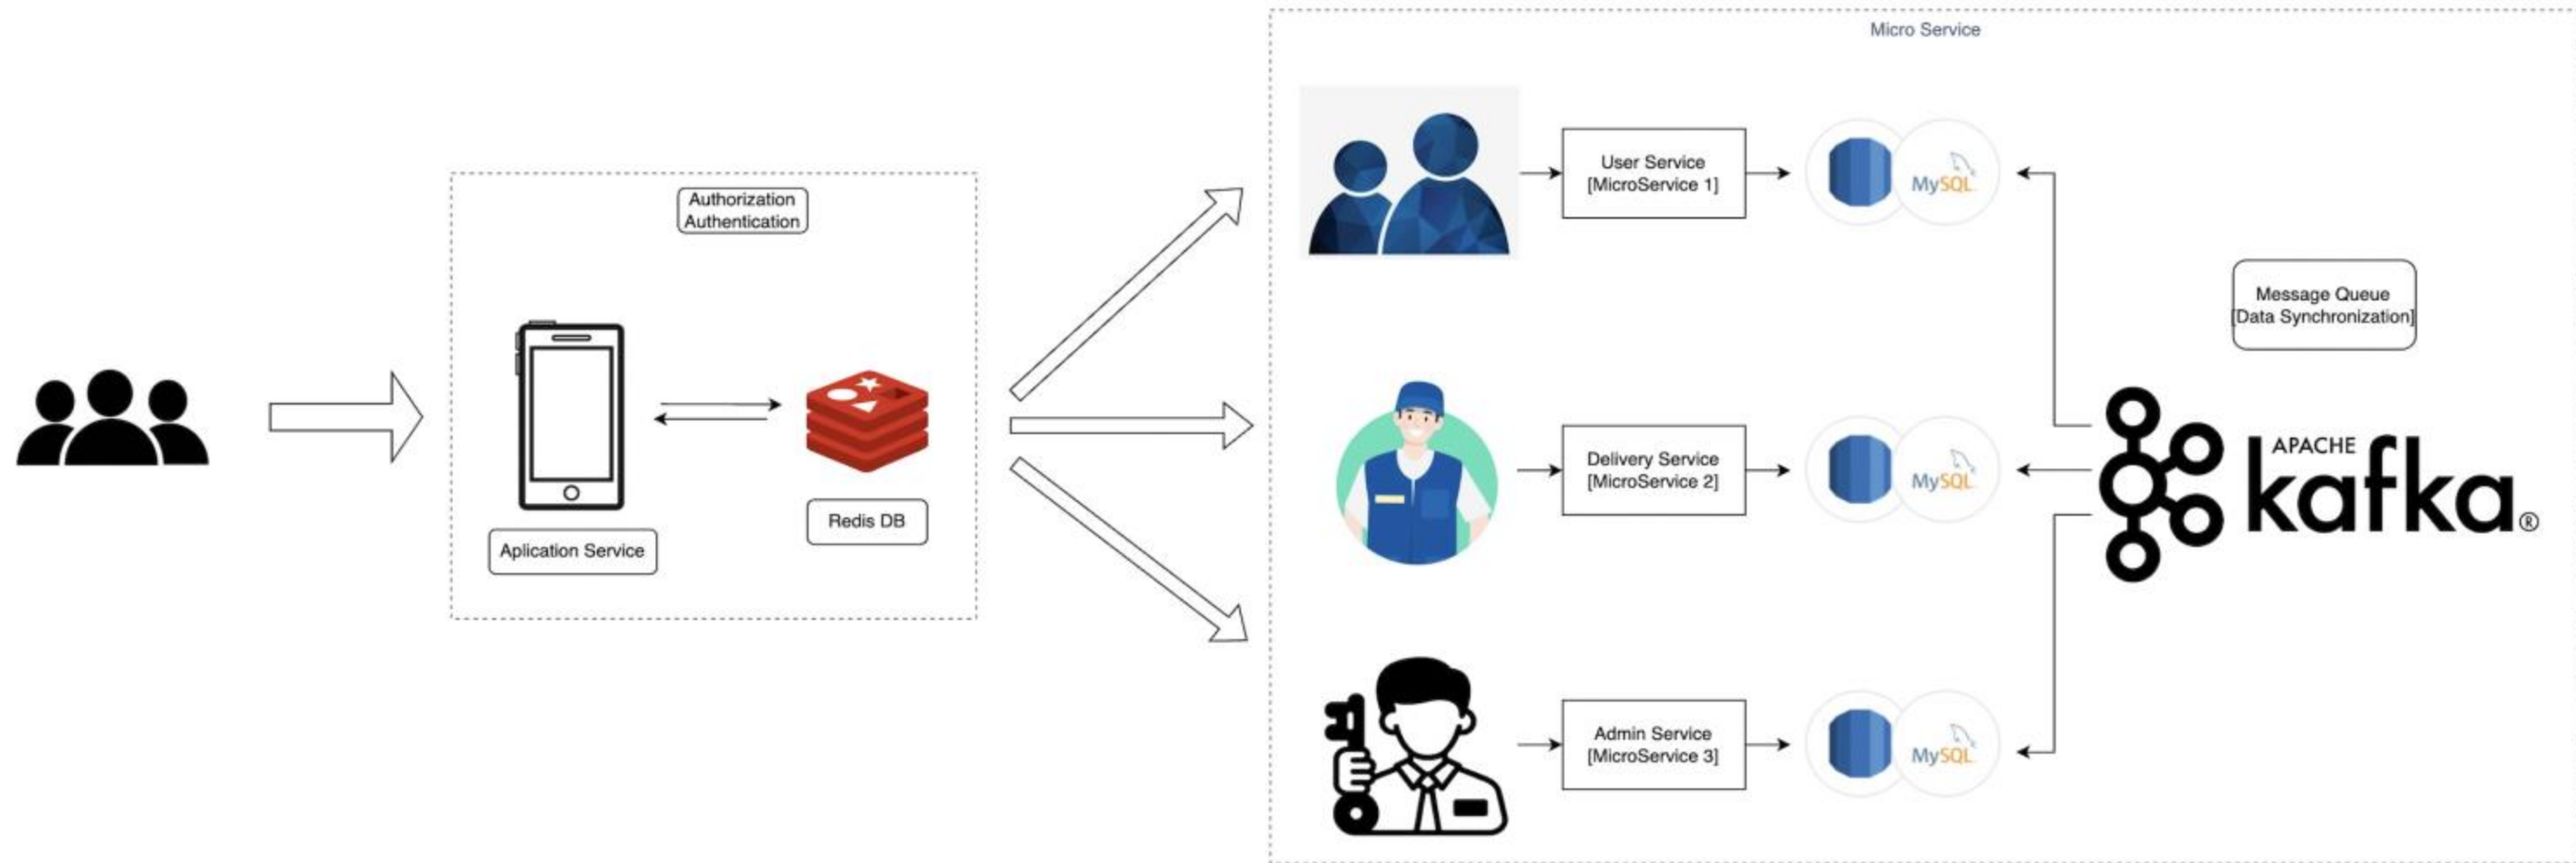 Micro Service
Authorization
Authentication
Aplication Service
Redis DB
User Service
[MicroService 1]
MySQL
Delivery Service
[MicroService 2]
MySQL
Admin Service
[MicroService 3]
MySQL
Message Queue
[Data Synchronization]
APACHE
kafka®